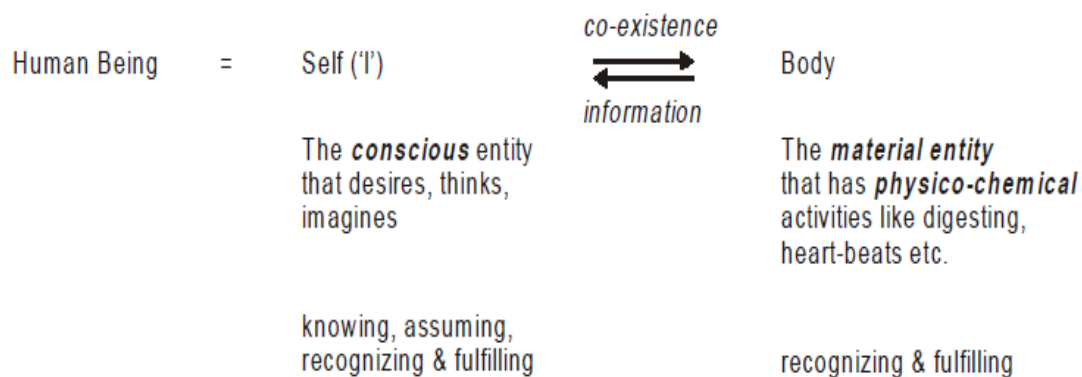 co-existence
Human Being = Self (‘I’) Body
information
The conscious entity
that desires, thinks,
imagines
The material entity
that has physico-chemical
activities like digesting,
heart-beats etc.
knowing, assuming,
recognizing & fulfilling
recognizing & fulfilling